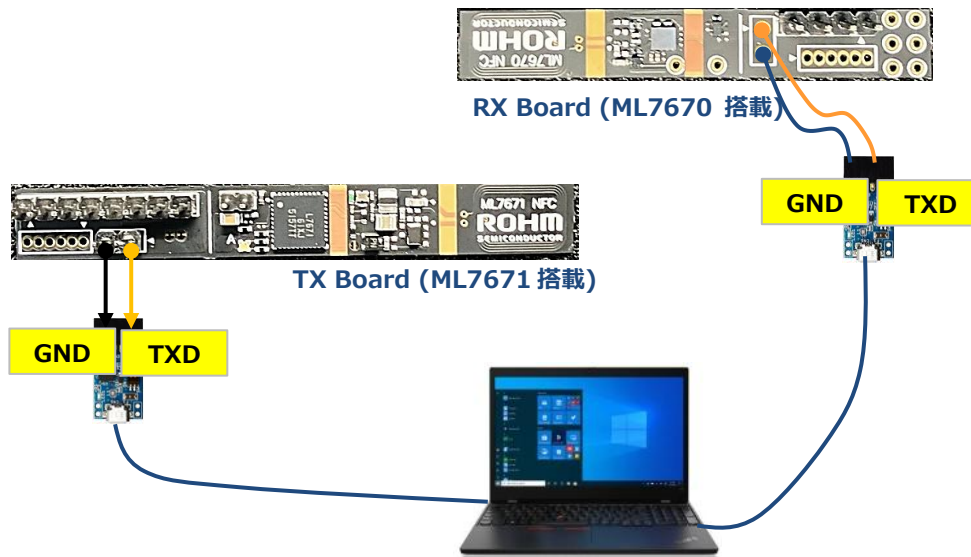 ML7670 NFC
ROHM
SEMICONDUCTOR
RX Board (ML7670 搭載)
GND
TXD
ML7671 NFC
ROHM
SEMICONDUCTOR
A
TX Board (ML7671 搭載)
GND
TXD